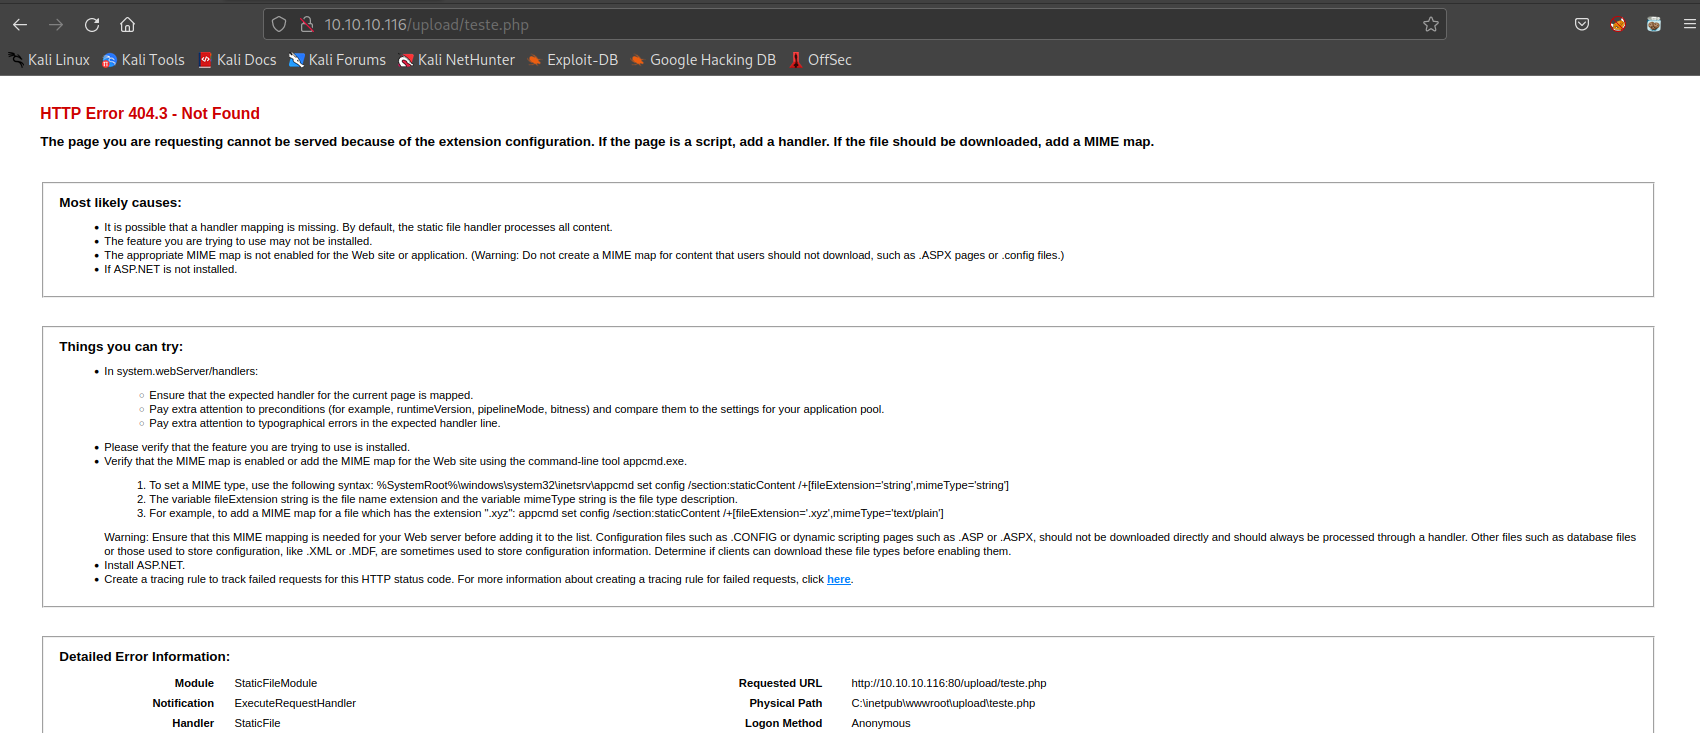 10.10.10.116/upload/teste.php
Kali Linux Kali Tools Kali Docs Kali Forums Kali NetHunter Exploit-DB Google Hacking DB OffSec
HTTP Error 404.3 - Not Found
The page you are requesting cannot be served because of the extension configuration. If the page is a script, add a handler. If the file should be downloaded, add a MIME map.
Most likely causes:
• It is possible that a handler mapping is missing. By default, the static file handler processes all content.
• The feature you are trying to use may not be installed.
• The appropriate MIME map is not enabled for the Web site or application. (Warning: Do not create a MIME map for content that users should not download, such as .ASPX pages or .config files.)
• If ASP.NET is not installed.
Things you can try:
• In system.webServer/handlers:
○ Ensure that the expected handler for the current page is mapped.
○ Pay extra attention to preconditions (for example, runtimeVersion, pipelineMode, bitness) and compare them to the settings for your application pool.
○ Pay extra attention to typographical errors in the expected handler line.
• Please verify that the feature you are trying to use is installed.
• Verify that the MIME map is enabled or add the MIME map for the Web site using the command-line tool appcmd.exe.
1. To set a MIME type, use the following syntax: %SystemRoot%\windows\system32\inetsrv\appcmd set config /section:staticContent /+[fileExtension='string',mimeType='string']
2. The variable fileExtension string is the file name extension and the variable mimeType string is the file type description.
3. For example, to add a MIME map for a file which has the extension ".xyz": appcmd set config /section:staticContent /+[fileExtension='.xyz',mimeType='text/plain']
Warning: Ensure that this MIME mapping is needed for your Web server before adding it to the list. Configuration files such as .CONFIG or dynamic scripting pages such as .ASP or .ASPX, should not be downloaded directly and should always be processed through a handler. Other files such as database files
or those used to store configuration, like .XML or .MDF, are sometimes used to store configuration information. Determine if clients can download these file types before enabling them.
• Install ASP.NET.
• Create a tracing rule to track failed requests for this HTTP status code. For more information about creating a tracing rule for failed requests, click here.
Detailed Error Information:
Module StaticFileModule Requested URL http://10.10.10.116:80/upload/teste.php
Notification ExecuteRequestHandler Physical Path C:\inetpub\wwwroot\upload\teste.php
Handler StaticFile Logon Method Anonymous